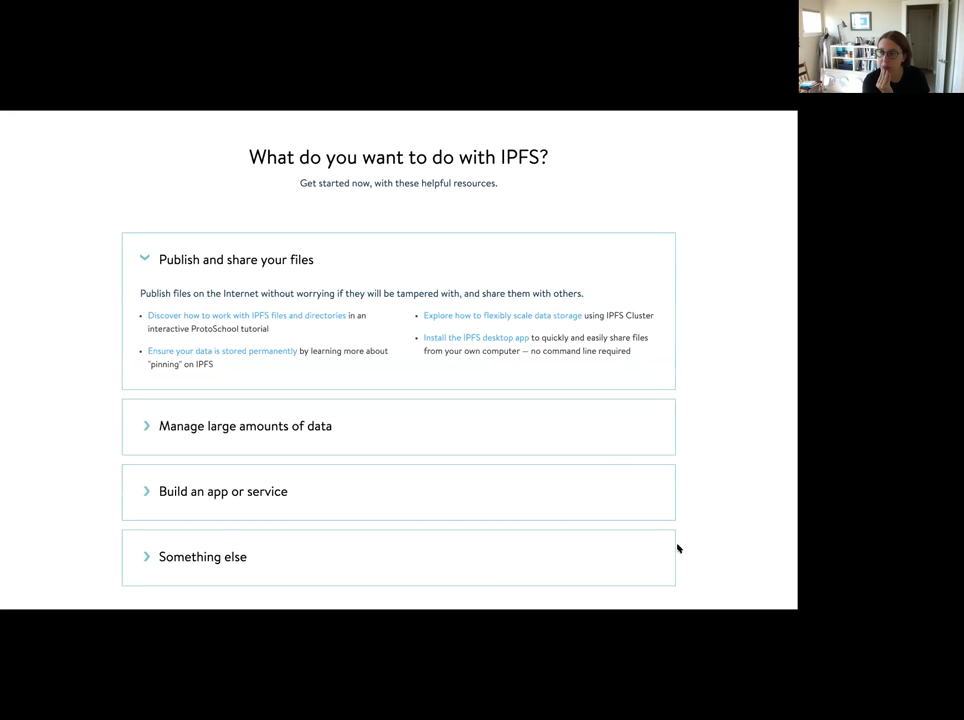 What do you want to do with IPFS?
Get started now, with these helpful resources.
Publish and share your files
Publish files on the Internet without worrying if they will be tampered with, and share them with others.
• Discover how to work with IPFS files and directories in an
interactive ProtoSchool tutorial
• Ensure your data is stored permanently by learning more about
"pinning" on IPFS
• Explore how to flexibly scale data storage using IPFS Cluster
• Install the IPFS desktop app to quickly and easily share files
from your own computer — no command line required
Manage large amounts of data
Build an app or service
Something else